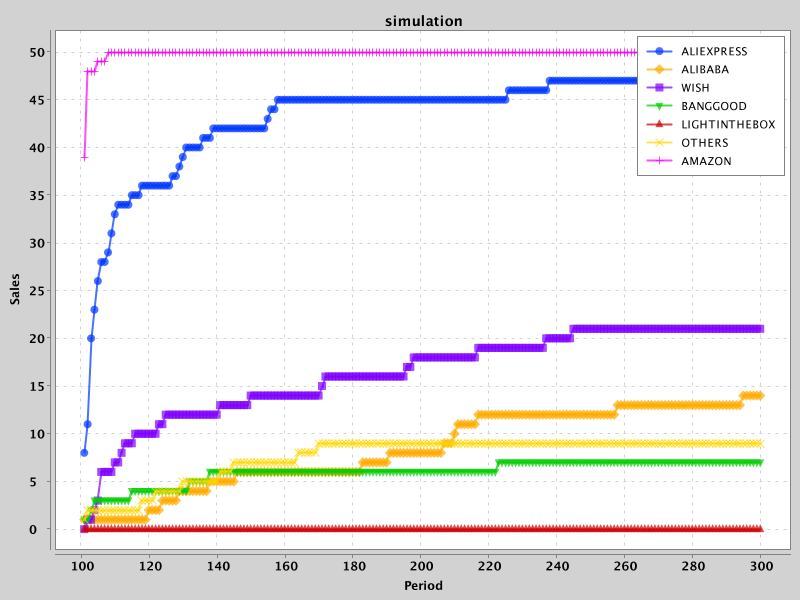 simulation
50
45
40
35
30
25
20
15
10
5
0
Sales
ALIEXPRESS
ALIBABA
WISH
BANGGOOD
LIGHTINTHEBOX
OTHERS
AMAZON
100 120 140 160 180 200 220 240 260 280 300
Period